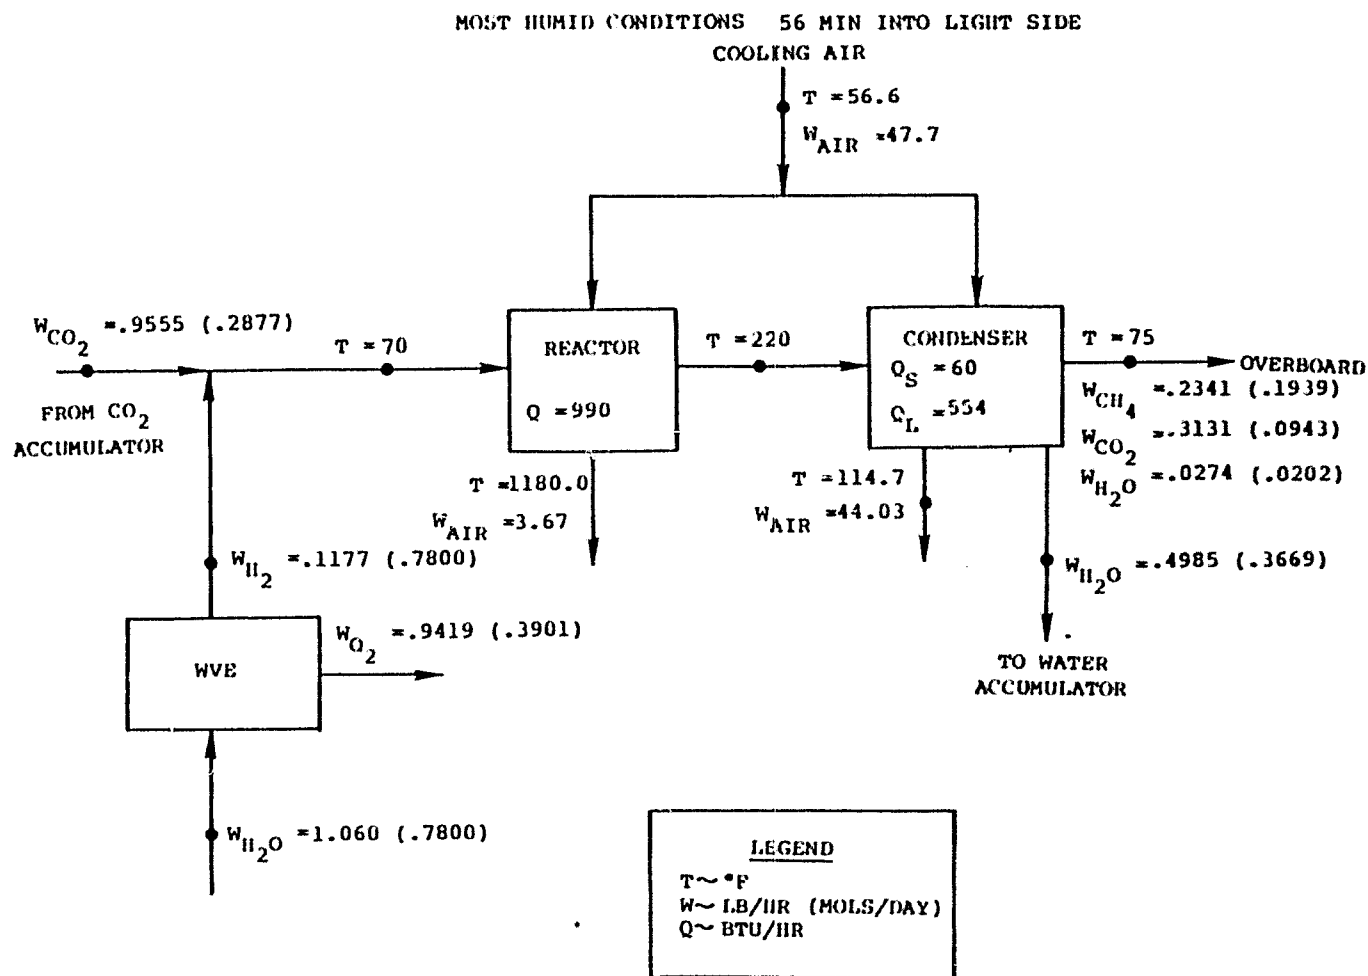 MOST HUMID CONDITIONS 56 MIN INTO LIGHT SIDE
COOLING AIR
T = 56.6
W_AIR = 47.7
W_CO2 = .9555 (.2877)
T = 70
REACTOR
Q = 990
T = 220
CONDENSER
Q_S = 60
Q_L = 554
T = 75
OVERBOARD
W_CH4 = .2341 (.1939)
W_CO2 = .3131 (.0943)
W_H2O = .0274 (.0202)
FROM CO2
ACCUMULATOR
T = 1180.0
W_AIR = 3.67
T = 114.7
W_AIR = 44.03
W_H2 = .1177 (.7800)
W_H2O = .4985 (.3669)
W_O2 = .9419 (.3901)
WVE
TO WATER
ACCUMULATOR
W_H2O = 1.060 (.7800)
LEGEND
T~ °F
W~ LB/HR (MOLS/DAY)
Q~ BTU/HR